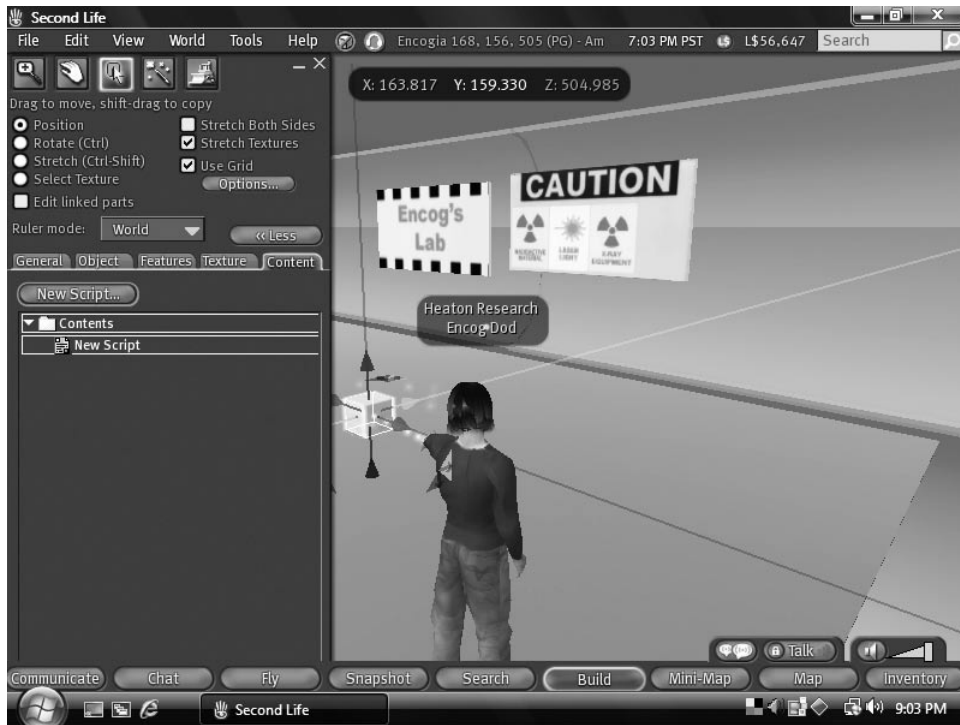 Second Life
File Edit View World Tools Help Encogia 168, 156, 505 (PG) - Am 7:03 PM PST L$ L$56,647 Search
Drag to move, shift-drag to copy
Position Stretch Both Sides
Rotate (Ctrl) Stretch Textures
Stretch (Ctrl-Shift) Use Grid
Select Texture Options...
Edit linked parts
Ruler mode: World << Less
General Object Features Texture Content
New Script...
Contents
New Script
X: 163.817 Y: 159.330 Z: 504.985
Encog's
Lab
CAUTION
RADIOACTIVE
MATERIAL
LASER
LIGHT
X-RAY
EQUIPMENT
Heaton Research
Encog Dod
Talk
Communicate Chat Fly Snapshot Search Build Mini-Map Map Inventory
Second Life 9:03 PM